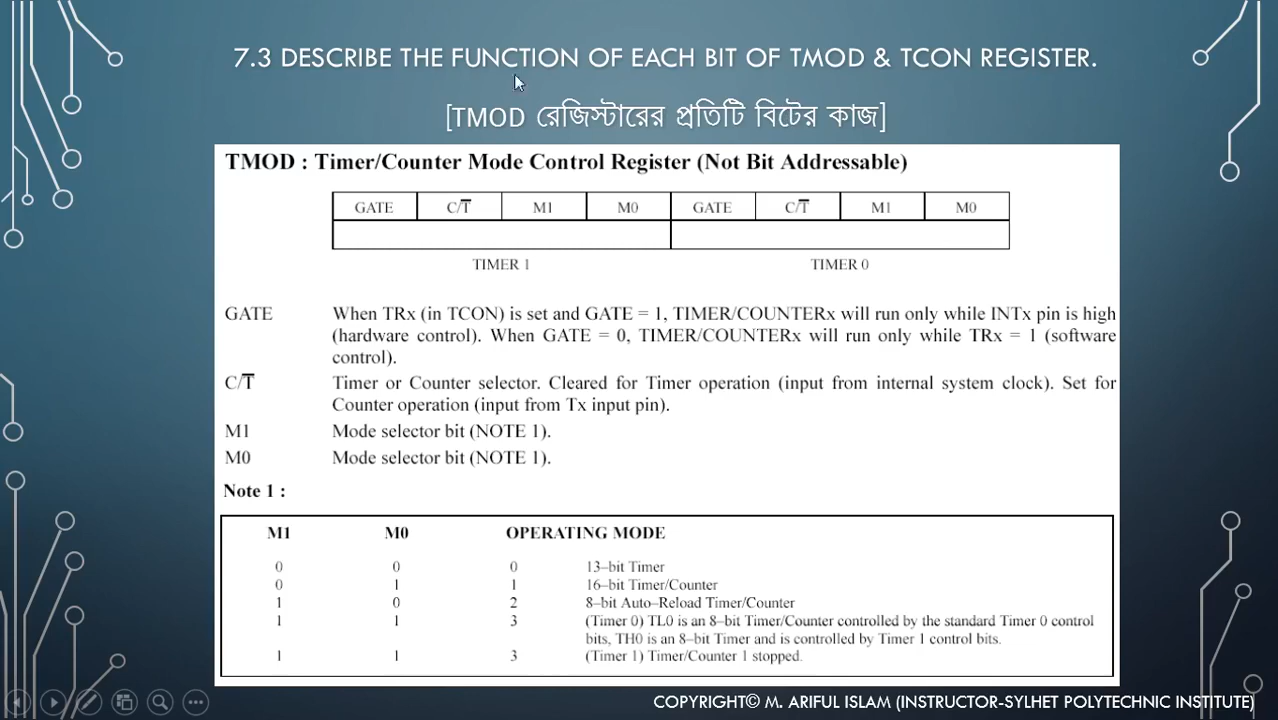 7.3 DESCRIBE THE FUNCTION OF EACH BIT OF TMOD & TCON REGISTER.
[TMOD রেজিস্টারের প্রতিটি বিটের কাজ]
TMOD : Timer/Counter Mode Control Register (Not Bit Addressable)
GATE C/T̅ M1 M0 GATE C/T̅ M1 M0
TIMER 1 TIMER 0
GATE When TRx (in TCON) is set and GATE = 1, TIMER/COUNTERx will run only while INTx pin is high
(hardware control). When GATE = 0, TIMER/COUNTERx will run only while TRx = 1 (software
control).
C/T̅ Timer or Counter selector. Cleared for Timer operation (input from internal system clock). Set for
Counter operation (input from Tx input pin).
M1 Mode selector bit (NOTE 1).
M0 Mode selector bit (NOTE 1).
Note 1 :
M1 M0 OPERATING MODE
0 0 0 13–bit Timer
0 1 1 16–bit Timer/Counter
1 0 2 8–bit Auto–Reload Timer/Counter
1 1 3 (Timer 0) TL0 is an 8–bit Timer/Counter controlled by the standard Timer 0 control
bits, TH0 is an 8–bit Timer and is controlled by Timer 1 control bits.
1 1 3 (Timer 1) Timer/Counter 1 stopped.
COPYRIGHT© M. ARIFUL ISLAM (INSTRUCTOR-SYLHET POLYTECHNIC INSTITUTE)